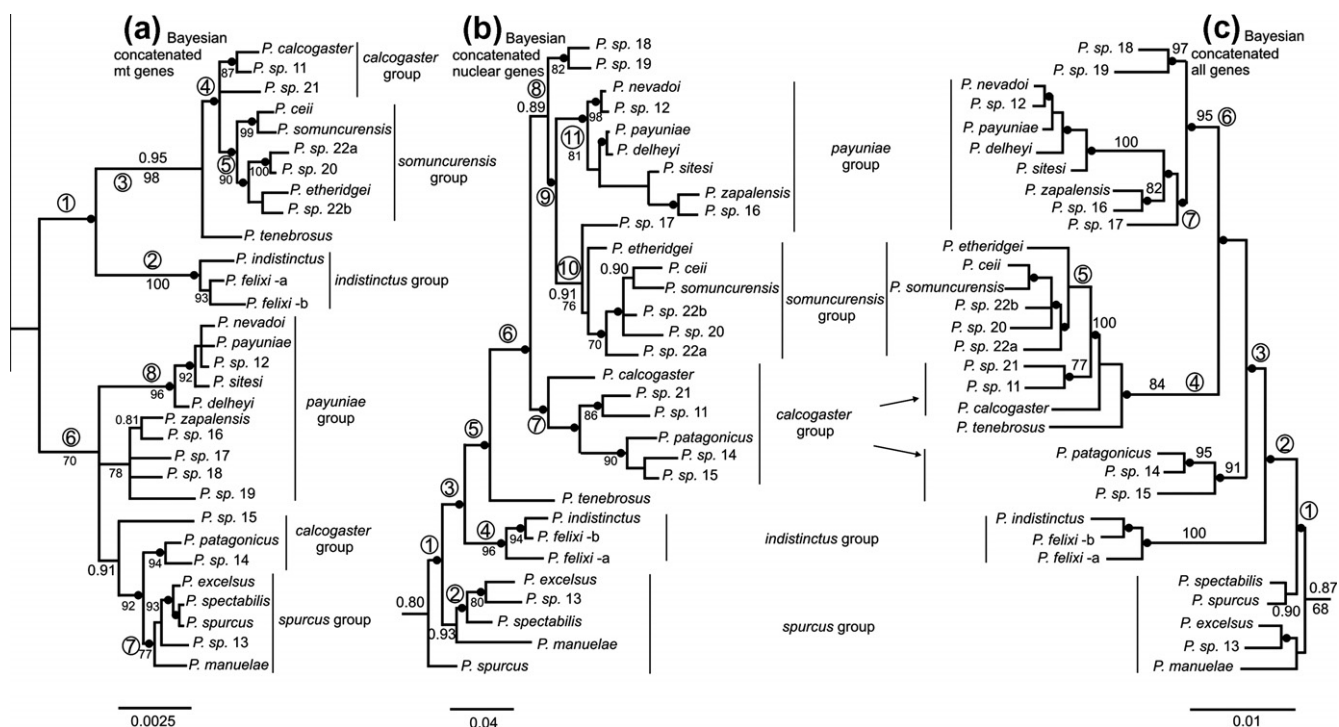 (a)
Bayesian
concatenated
mt genes
P. calcogaster
P. sp. 11
P. sp. 21
P. ceii
P. somuncurensis
P. sp. 22a
P. sp. 20
P. etheridgei
P. sp. 22b
P. tenebrosus
P. indistinctus
P. felixi -a
P. felixi -b
P. nevadoi
P. payuniae
P. sp. 12
P. sitesi
P. delheyi
P. zapalensis
P. sp. 16
P. sp. 17
P. sp. 18
P. sp. 19
P. sp. 15
P. patagonicus
P. sp. 14
P. excelsus
P. spectabilis
P. spurcus
P. sp. 13
P. manuelae
calcogaster
group
somuncurensis
group
indistinctus group
payuniae
group
calcogaster
group
spurcus group
87
④
99
⑤
90
100
0.95
③
98
①
②
100
93
⑧
92
96
0.81
⑥
70
78
0.91
94
92
93
⑦
77
0.0025
(b)
Bayesian
concatenated
nuclear genes
P. sp. 18
P. sp. 19
P. nevadoi
P. sp. 12
P. payuniae
P. delheyi
P. sitesi
P. zapalensis
P. sp. 16
P. sp. 17
P. etheridgei
P. ceii
P. somuncurensis
P. sp. 22b
P. sp. 20
P. sp. 22a
P. calcogaster
P. sp. 21
P. sp. 11
P. patagonicus
P. sp. 14
P. sp. 15
P. tenebrosus
P. indistinctus
P. felixi -b
P. felixi -a
P. excelsus
P. sp. 13
P. spectabilis
P. manuelae
P. spurcus
82
⑧
0.89
98
⑪
81
⑨
⑩
0.91
76
0.90
70
⑥
⑦
86
90
⑤
③
④
94
96
①
②
80
0.93
0.80
0.04
payuniae
group
somuncurensis
group
calcogaster
group
indistinctus group
spurcus group
(c)
Bayesian
concatenated
all genes
P. sp. 18
P. sp. 19
P. nevadoi
P. sp. 12
P. payuniae
P. delheyi
P. sitesi
P. zapalensis
P. sp. 16
P. sp. 17
P. etheridgei
P. ceii
P. somuncurensis
P. sp. 22b
P. sp. 20
P. sp. 22a
P. sp. 21
P. sp. 11
P. calcogaster
P. tenebrosus
P. patagonicus
P. sp. 14
P. sp. 15
P. indistinctus
P. felixi -b
P. felixi -a
P. spectabilis
P. spurcus
P. excelsus
P. sp. 13
P. manuelae
97
95
⑥
100
82
⑦
⑤
100
77
84
④
③
95
91
②
100
①
0.87
68
0.90
0.01